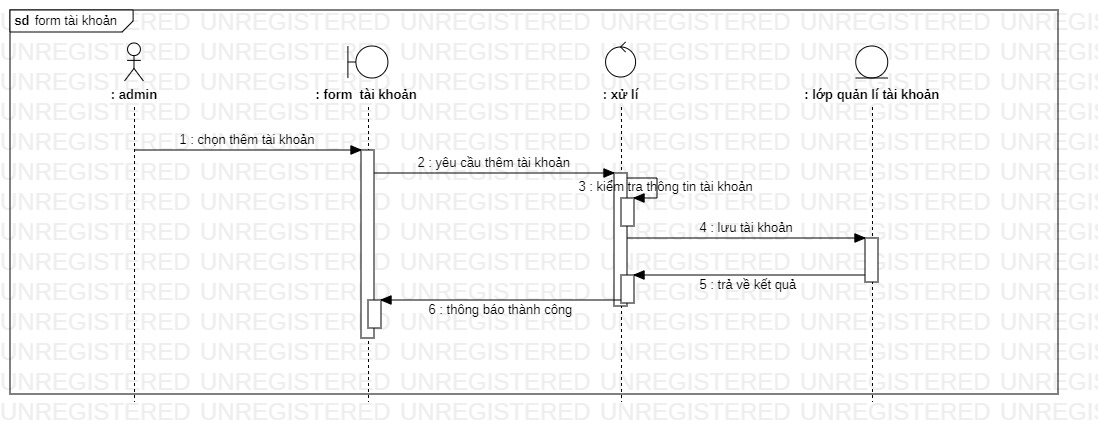 sd form tài khoản
: admin
: form tài khoản
: xử lí
: lớp quản lí tài khoản
1 : chọn thêm tài khoản
2 : yêu cầu thêm tài khoản
3 : kiểm tra thông tin tài khoản
4 : lưu tài khoản
5 : trả về kết quả
6 : thông báo thành công
UNREGISTERED